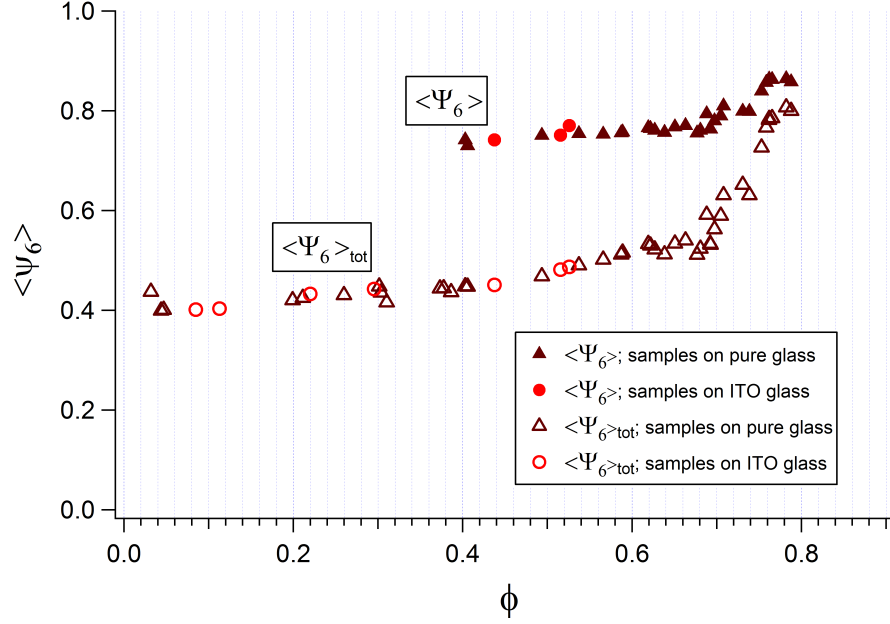 1.0
0.8
0.6
0.4
0.2
0.0
<ψ₆>
<Ψ₆>
<Ψ₆>tot
<Ψ₆>; samples on pure glass
<Ψ₆>; samples on ITO glass
<Ψ₆>tot; samples on pure glass
<Ψ₆>tot; samples on ITO glass
0.0 0.2 0.4 0.6 0.8
ϕ